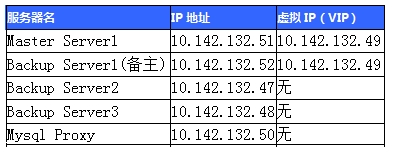 服务器名 IP 地址 虚拟 IP（VIP）
Master Server1 10.142.132.51 10.142.132.49
Backup Server1(备主) 10.142.132.52 10.142.132.49
Backup Server2 10.142.132.47 无
Backup Server3 10.142.132.48 无
Mysql Proxy 10.142.132.50 无